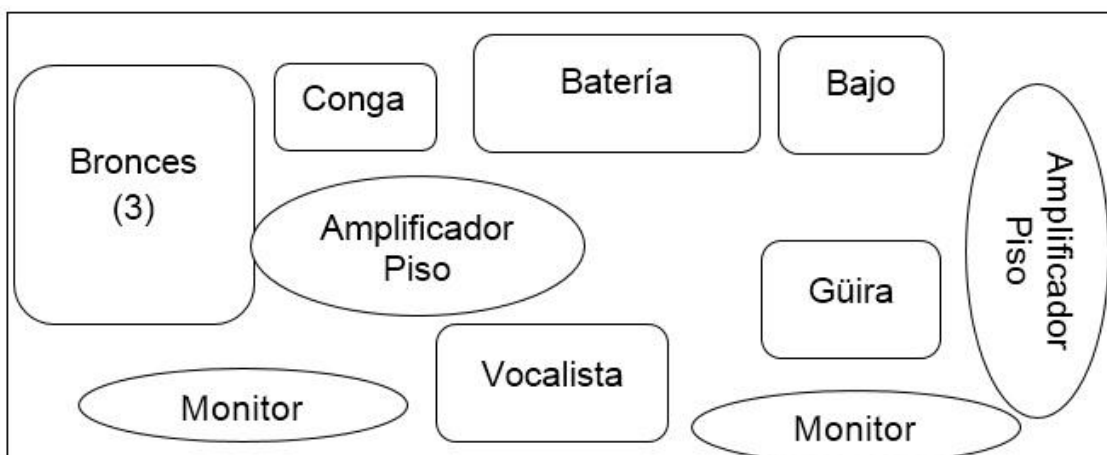 Conga
Batería
Bajo
Bronces
(3)
Amplificador
Piso
Amplificador
Piso
Güira
Vocalista
Monitor
Monitor